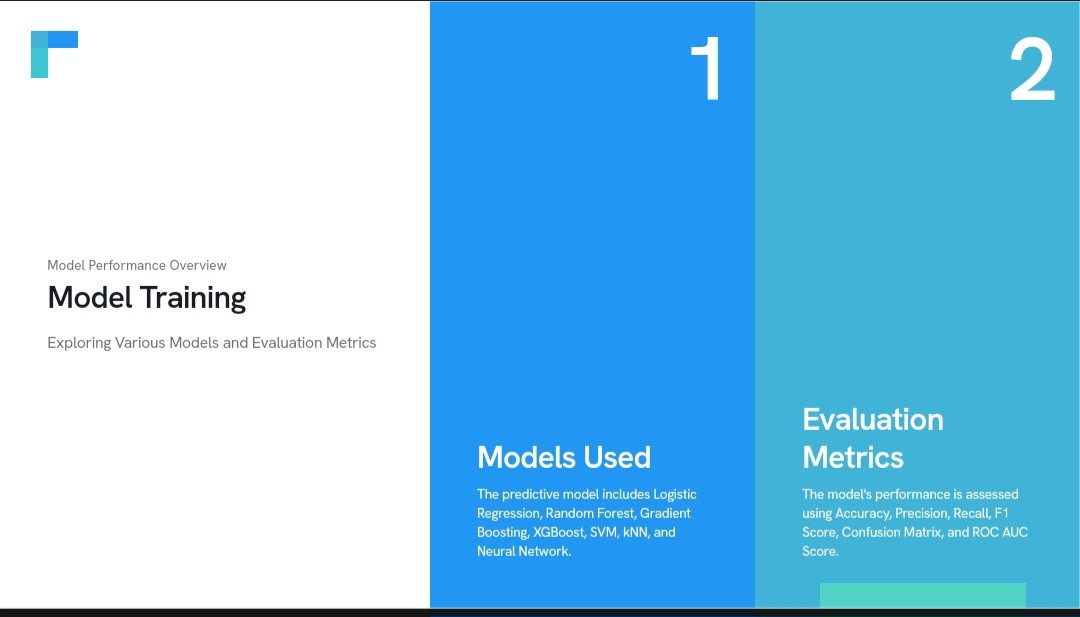 Model Performance Overview
Model Training
Exploring Various Models and Evaluation Metrics
1
Models Used
The predictive model includes Logistic
Regression, Random Forest, Gradient
Boosting, XGBoost, SVM, kNN, and
Neural Network.
2
Evaluation
Metrics
The model's performance is assessed
using Accuracy, Precision, Recall, F1
Score, Confusion Matrix, and ROC AUC
Score.